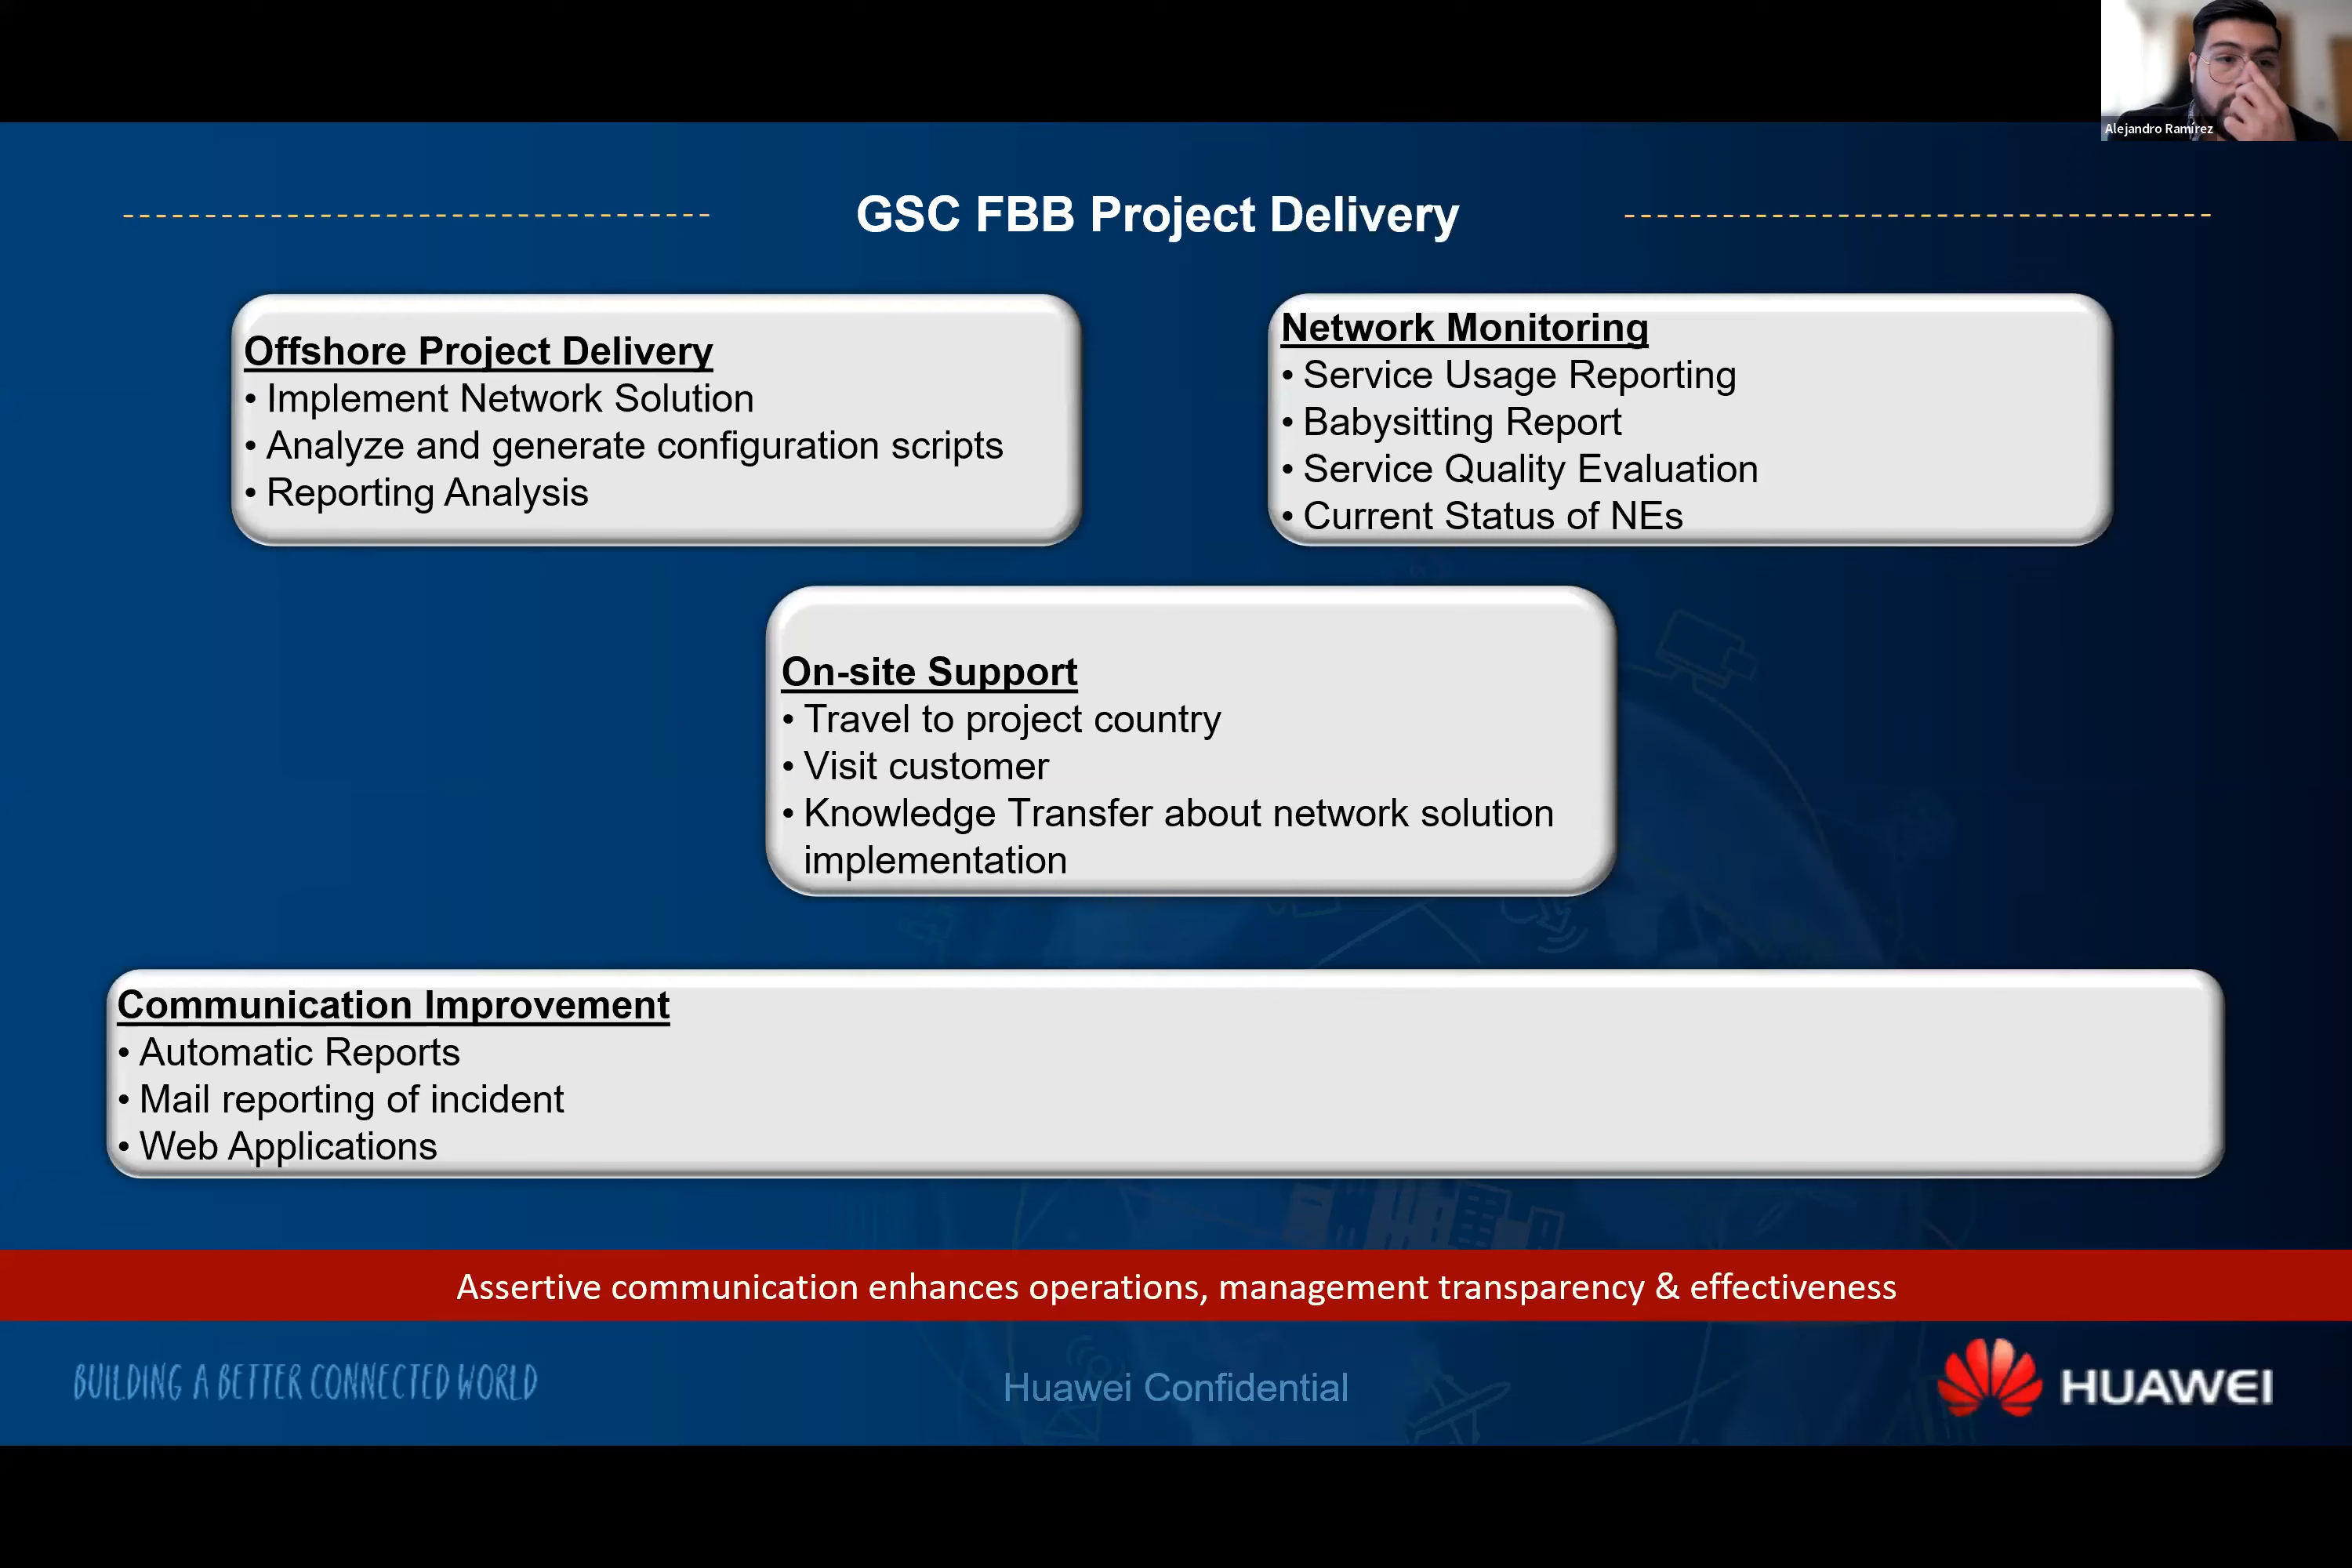 Alejandro Ramírez
GSC FBB Project Delivery
Offshore Project Delivery
• Implement Network Solution
• Analyze and generate configuration scripts
• Reporting Analysis
Network Monitoring
• Service Usage Reporting
• Babysitting Report
• Service Quality Evaluation
• Current Status of NEs
On-site Support
• Travel to project country
• Visit customer
• Knowledge Transfer about network solution
implementation
Communication Improvement
• Automatic Reports
• Mail reporting of incident
• Web Applications
Assertive communication enhances operations, management transparency & effectiveness
BUILDING A BETTER CONNECTED WORLD
Huawei Confidential
HUAWEI